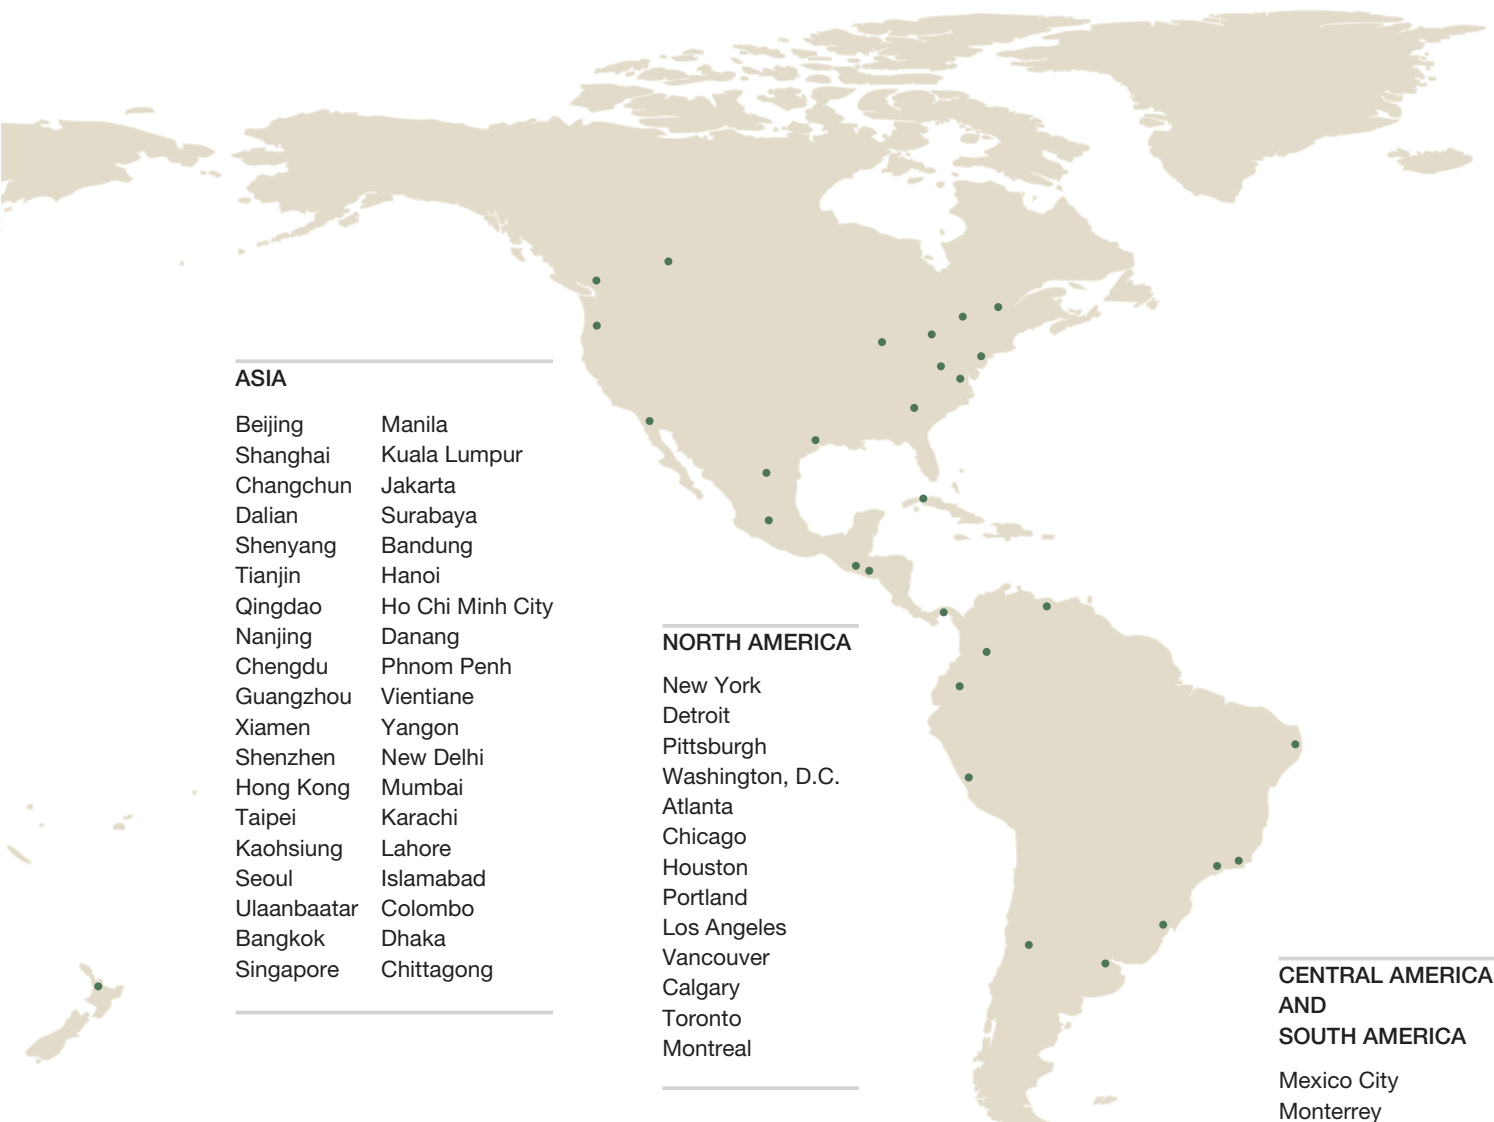 ASIA
Beijing
Shanghai
Changchun
Dalian
Shenyang
Tianjin
Qingdao
Nanjing
Chengdu
Guangzhou
Xiamen
Shenzhen
Hong Kong
Taipei
Kaohsiung
Seoul
Ulaanbaatar
Bangkok
Singapore
Manila
Kuala Lumpur
Jakarta
Surabaya
Bandung
Hanoi
Ho Chi Minh City
Danang
Phnom Penh
Vientiane
Yangon
New Delhi
Mumbai
Karachi
Lahore
Islamabad
Colombo
Dhaka
Chittagong
NORTH AMERICA
New York
Detroit
Pittsburgh
Washington, D.C.
Atlanta
Chicago
Houston
Portland
Los Angeles
Vancouver
Calgary
Toronto
Montreal
CENTRAL AMERICA
AND
SOUTH AMERICA
Mexico City
Monterrey